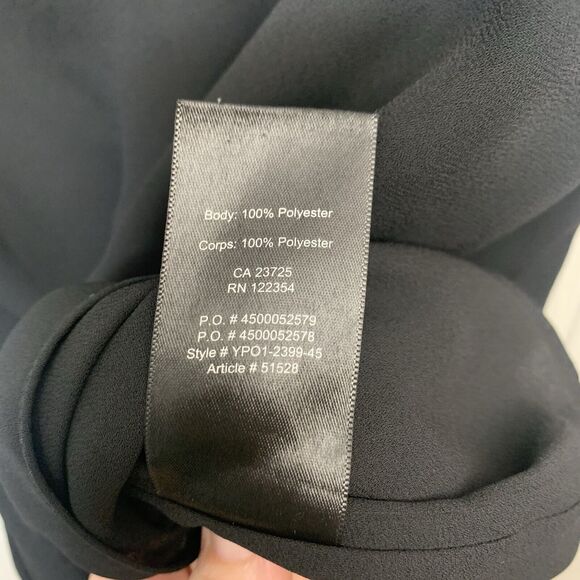 Body: 100% Polyester
Corps: 100% Polyester
CA 23725
RN 122354
P.O. # 4500052579
P.O. # 4500052578
Style # YPO1-2399-45
Article # 51528